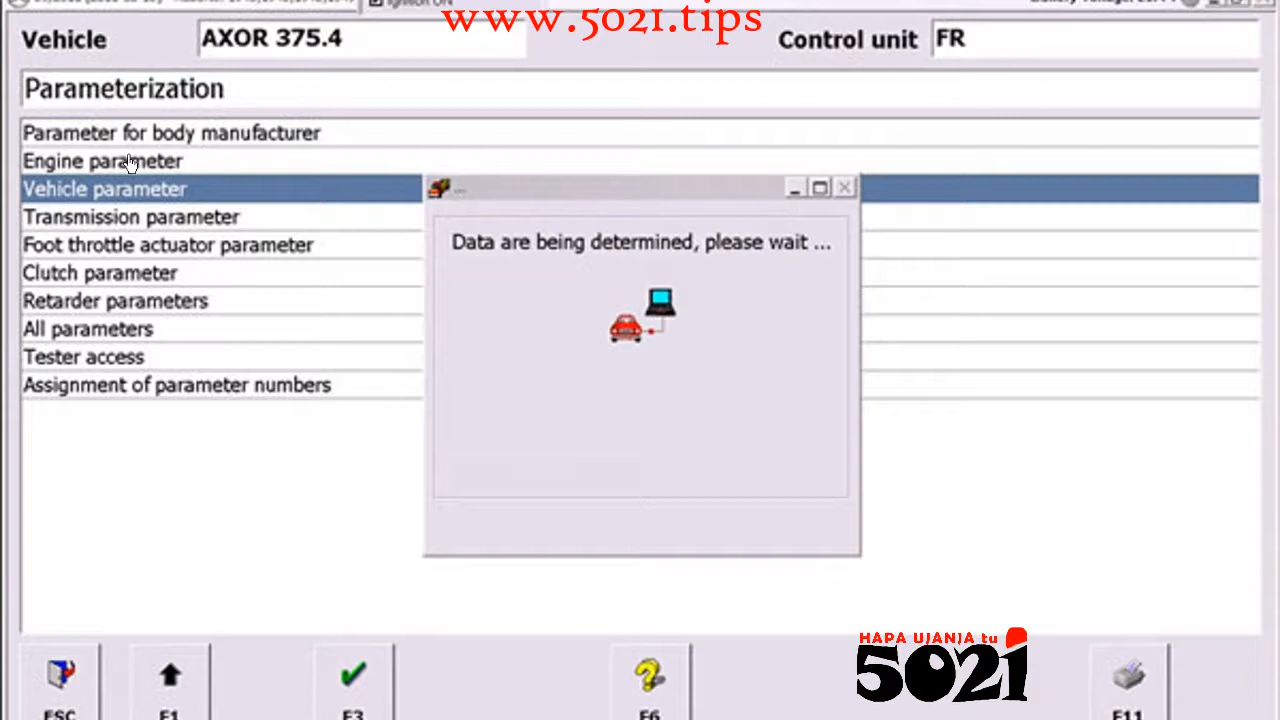 www.5021.tips
Vehicle AXOR 375.4 Control unit FR
Parameterization
Parameter for body manufacturer
Engine parameter
Vehicle parameter
Transmission parameter
Foot throttle actuator parameter
Clutch parameter
Retarder parameters
All parameters
Tester access
Assignment of parameter numbers
...
Data are being determined, please wait ...
HAPA UJANJA tu
5021
ESC F1 F3 F6 F11